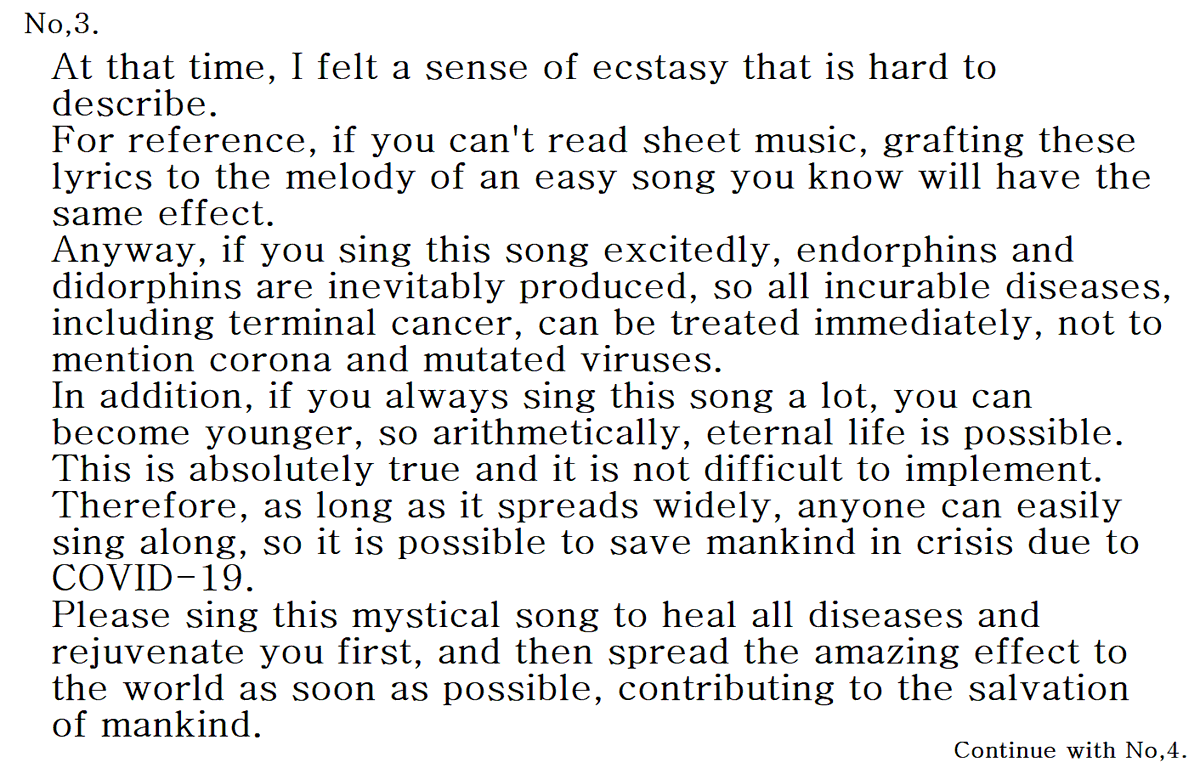 No,3.
At that time, I felt a sense of ecstasy that is hard to
describe.
For reference, if you can't read sheet music, grafting these
lyrics to the melody of an easy song you know will have the
same effect.
Anyway, if you sing this song excitedly, endorphins and
didorphins are inevitably produced, so all incurable diseases,
including terminal cancer, can be treated immediately, not to
mention corona and mutated viruses.
In addition, if you always sing this song a lot, you can
become younger, so arithmetically, eternal life is possible.
This is absolutely true and it is not difficult to implement.
Therefore, as long as it spreads widely, anyone can easily
sing along, so it is possible to save mankind in crisis due to
COVID-19.
Please sing this mystical song to heal all diseases and
rejuvenate you first, and then spread the amazing effect to
the world as soon as possible, contributing to the salvation
of mankind.
Continue with No,4.